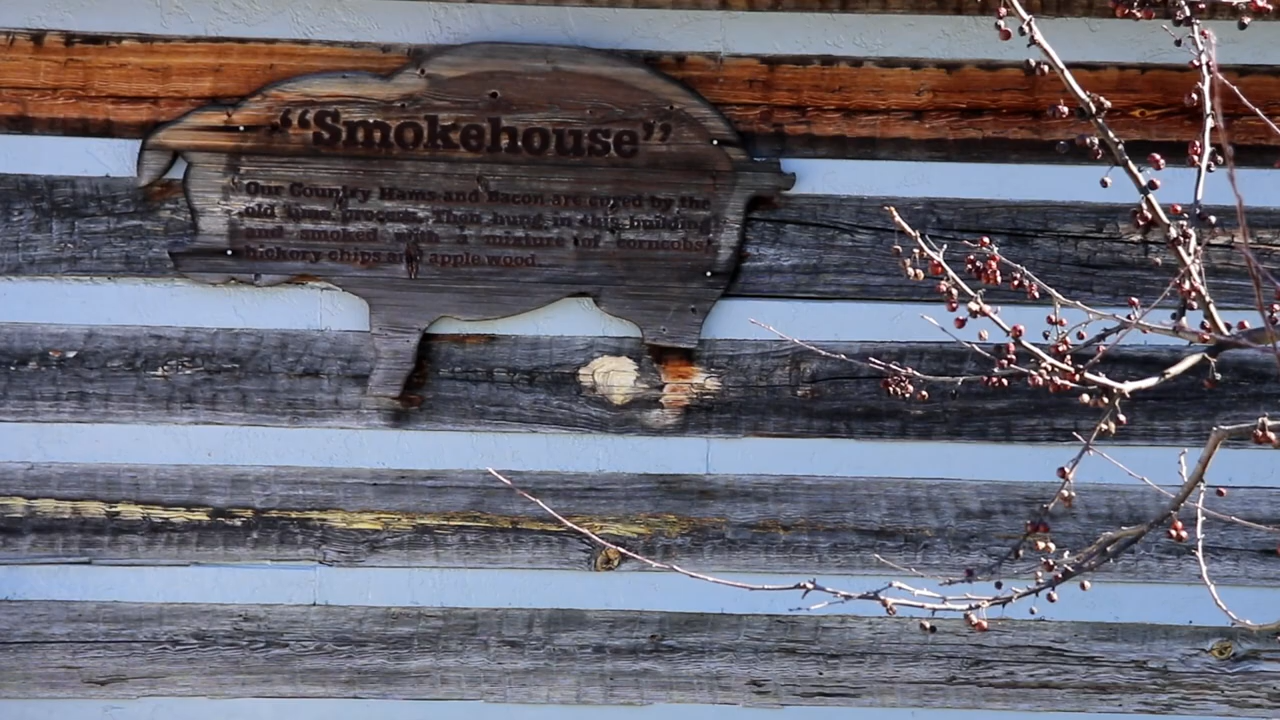 “Smokehouse”
Our Country Hams and Bacon are cured by the
old time process. Then hung in this building
and smoked with a mixture of corncobs,
hickory chips and apple wood.